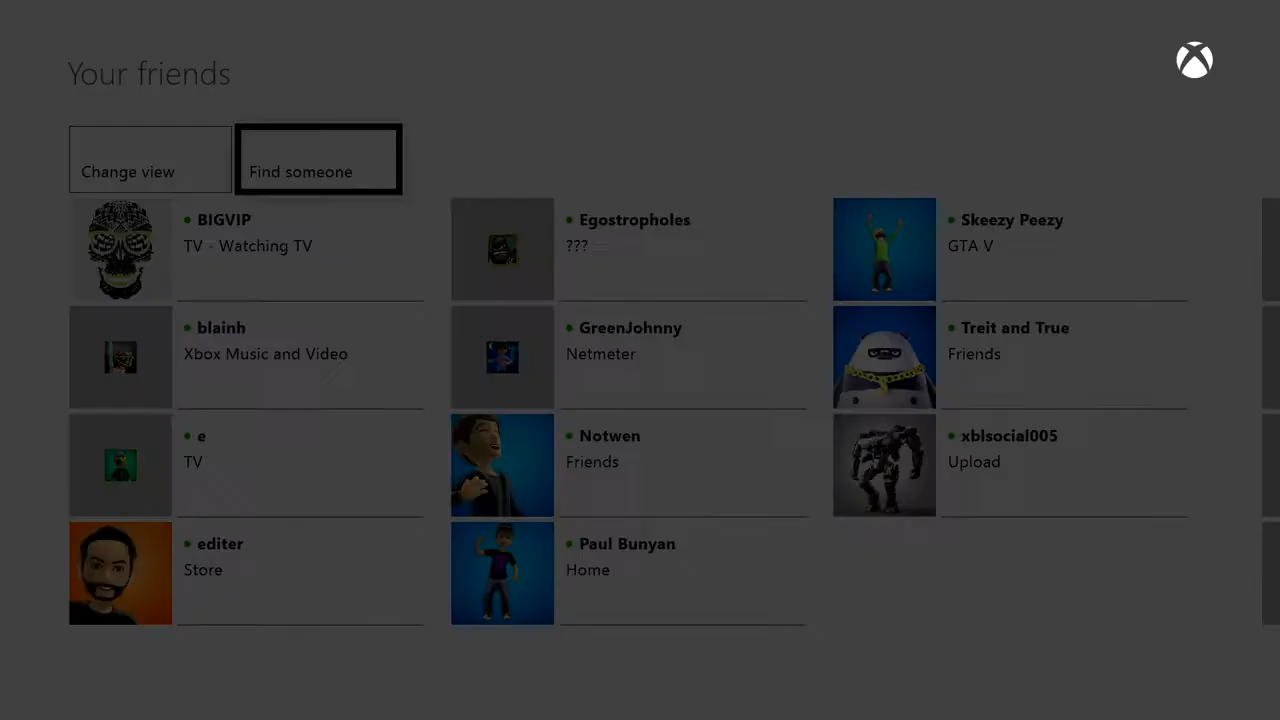 Your friends
Change view
Find someone
BIGVIP
TV - Watching TV
Egostropholes
???
Skeezy Peezy
GTA V
blainh
Xbox Music and Video
GreenJohnny
Netmeter
Treit and True
Friends
e
TV
Notwen
Friends
xblsocial005
Upload
editer
Store
Paul Bunyan
Home